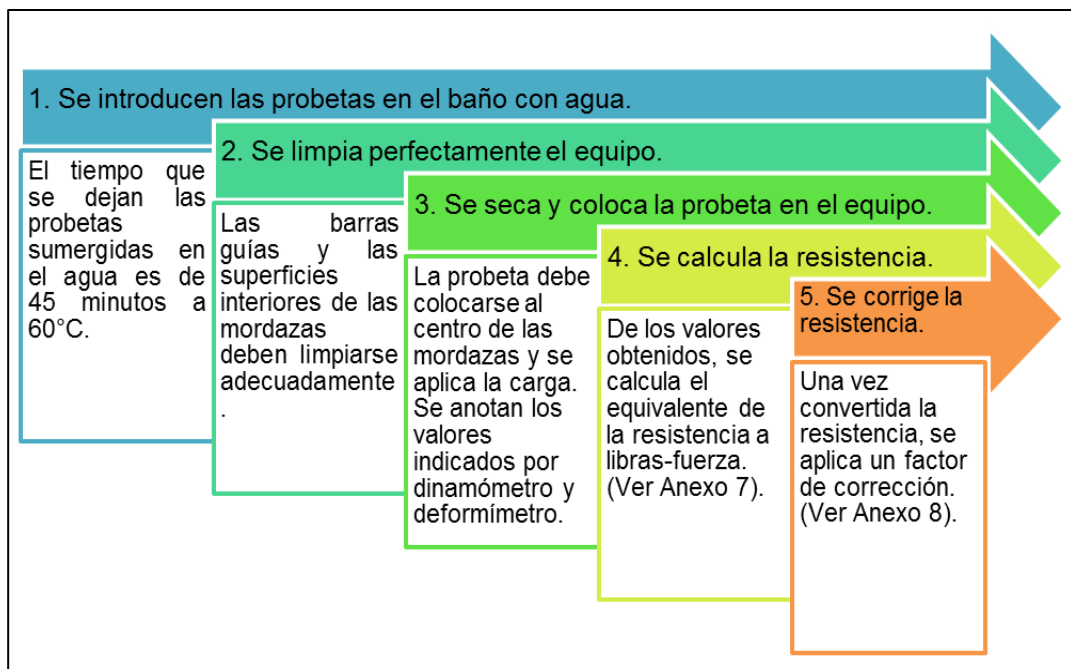 1. Se introducen las probetas en el baño con agua.
El tiempo que
se dejan las
probetas
sumergidas en
el agua es de
45 minutos a
60°C.
2. Se limpia perfectamente el equipo.
Las barras
guías y las
superficies
interiores de las
mordazas
deben limpiarse
adecuadamente
.
3. Se seca y coloca la probeta en el equipo.
La probeta debe
colocarse al
centro de las
mordazas y se
aplica la carga.
Se anotan los
valores
indicados por
dinamómetro y
deformímetro.
4. Se calcula la resistencia.
De los valores
obtenidos, se
calcula el
equivalente de
la resistencia a
libras-fuerza.
(Ver Anexo 7).
5. Se corrige la
resistencia.
Una vez
convertida la
resistencia, se
aplica un factor
de corrección.
(Ver Anexo 8).